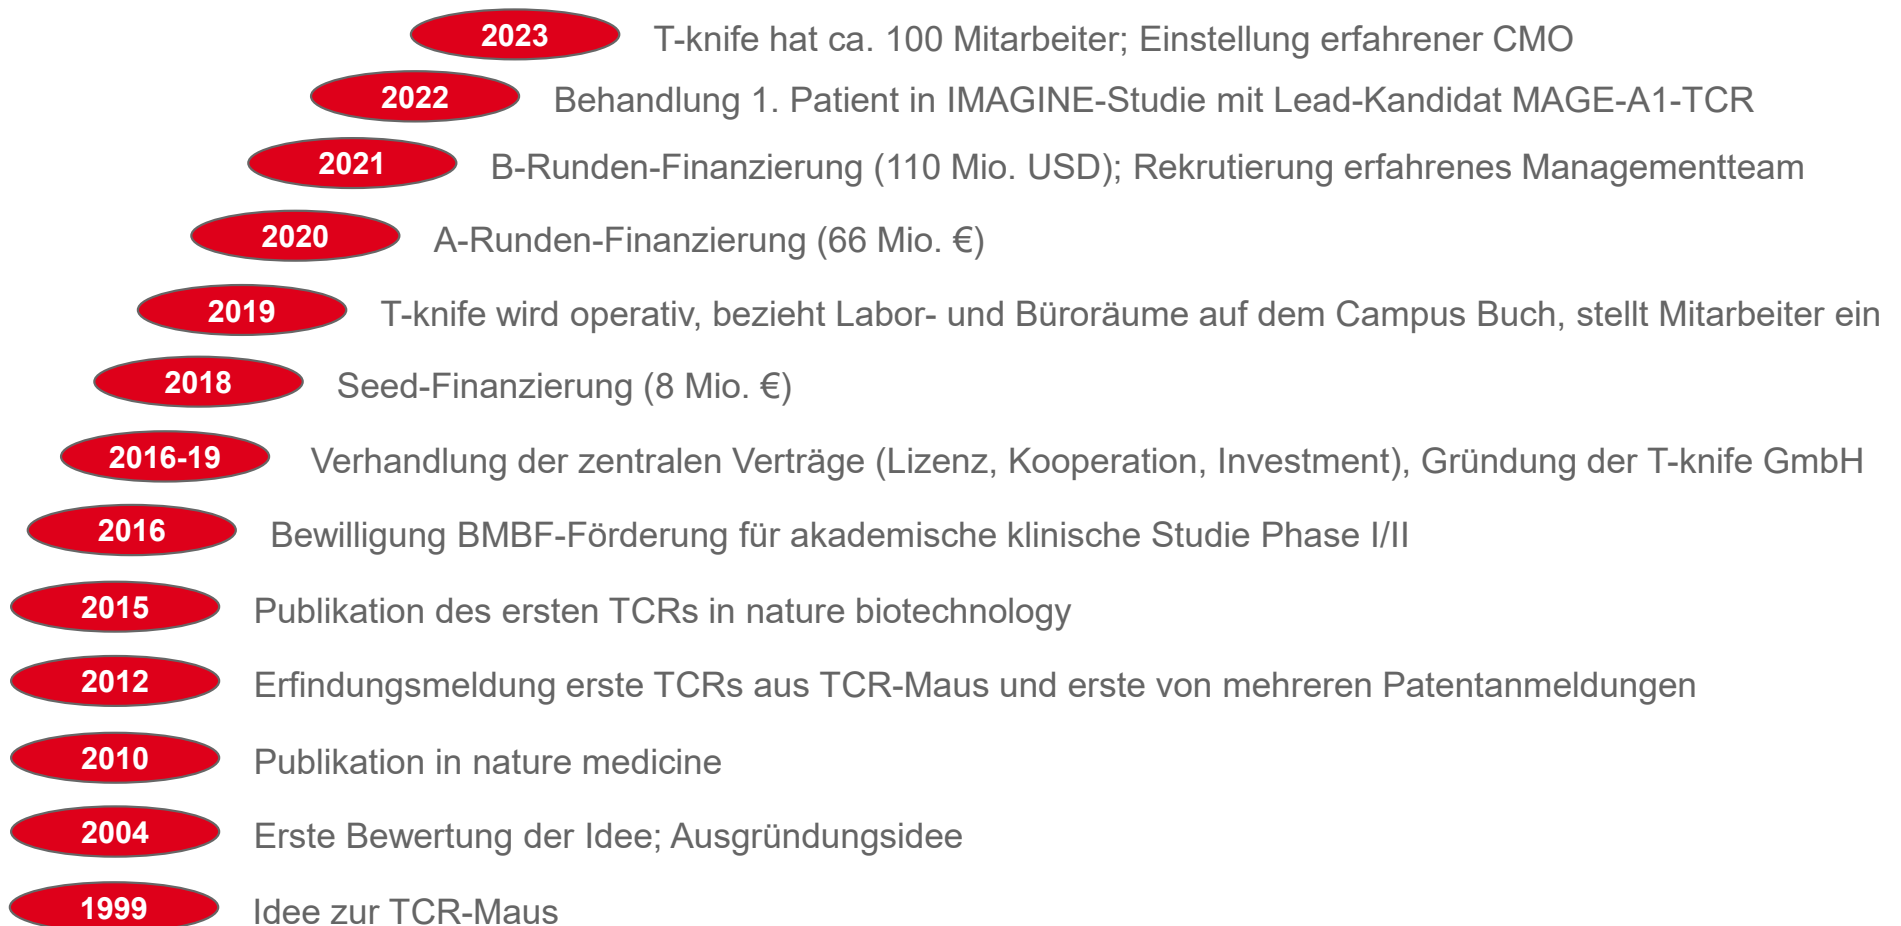 2023 T-knife hat ca. 100 Mitarbeiter; Einstellung erfahrener CMO
2022 Behandlung 1. Patient in IMAGINE-Studie mit Lead-Kandidat MAGE-A1-TCR
2021 B-Runden-Finanzierung (110 Mio. USD); Rekrutierung erfahrenes Managementteam
2020 A-Runden-Finanzierung (66 Mio. €)
2019 T-knife wird operativ, bezieht Labor- und Büroräume auf dem Campus Buch, stellt Mitarbeiter ein
2018 Seed-Finanzierung (8 Mio. €)
2016-19 Verhandlung der zentralen Verträge (Lizenz, Kooperation, Investment), Gründung der T-knife GmbH
2016 Bewilligung BMBF-Förderung für akademische klinische Studie Phase I/II
2015 Publikation des ersten TCRs in nature biotechnology
2012 Erfindungsmeldung erste TCRs aus TCR-Maus und erste von mehreren Patentanmeldungen
2010 Publikation in nature medicine
2004 Erste Bewertung der Idee; Ausgründungsidee
1999 Idee zur TCR-Maus